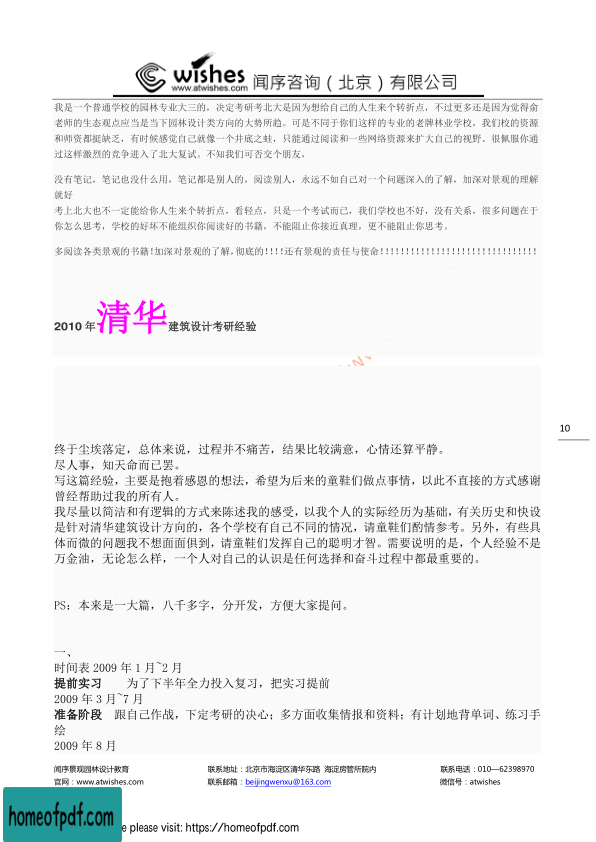 wishes
www.atwishes.com
闻序咨询（北京）有限公司
我是一个普通学校的园林专业大三的，决定考研考北大是因为想给自己的人生来个转折点，不过更多还是因为觉得俞
老师的生态观点应当是当下园林设计类方向的大势所趋。可是不同于你们这样的专业的老牌林业学校，我们校的资源
和师资都挺缺乏，有时候感觉自己就像一个井底之蛙，只能通过阅读和一些网络资源来扩大自己的视野。很佩服你通
过这样激烈的竞争进入了北大复试。不知我们可否交个朋友，
没有笔记，笔记也没什么用，笔记都是别人的，阅读别人，永远不如自己对一个问题深入的了解，加深对景观的理解
就好
考上北大也不一定能给你人生来个转折点，看轻点，只是一个考试而已，我们学校也不好，没有关系，很多问题在于
你怎么思考，学校的好坏不能组织你阅读好的书籍，不能阻止你接近真理，更不能阻止你思考。
多阅读各类景观的书籍!加深对景观的了解,彻底的!!!!还有景观的责任与使命!!!!!!!!!!!!!!!!!!!!!!!!!!!!!!!
2010 年清华建筑设计考研经验
10
终于尘埃落定，总体来说，过程并不痛苦，结果比较满意，心情还算平静。
尽人事，知天命而已罢。
写这篇经验，主要是抱着感恩的想法，希望为后来的童鞋们做点事情，以此不直接的方式感谢
曾经帮助过我的所有人。
我尽量以简洁和有逻辑的方式来陈述我的感受，以我个人的实际经历为基础，有关历史和快设
是针对清华建筑设计方向的，各个学校有自己不同的情况，请童鞋们酌情参考。另外，有些具
体而微的问题我不想面面俱到，请童鞋们发挥自己的聪明才智。需要说明的是，个人经验不是
万金油，无论怎么样，一个人对自己的认识是任何选择和奋斗过程中都最重要的。
PS：本来是一大篇，八千多字，分开发，方便大家提问。
一、
时间表 2009 年 1 月~2 月
提前实习 为了下半年全力投入复习，把实习提前
2009 年 3 月~7 月
准备阶段 跟自己作战，下定考研的决心；多方面收集情报和资料；有计划地背单词、练习手
绘
2009 年 8 月
闻序景观园林设计教育 联系地址：北京市海淀区清华东路 海淀房管所院内 联系电话：010—62398970
官网：www.atwishes.com 联系邮箱：beijingwenxu@163.com 微信号：atwishes
homeofpdf.com
e please visit: https://homeofpdf.com